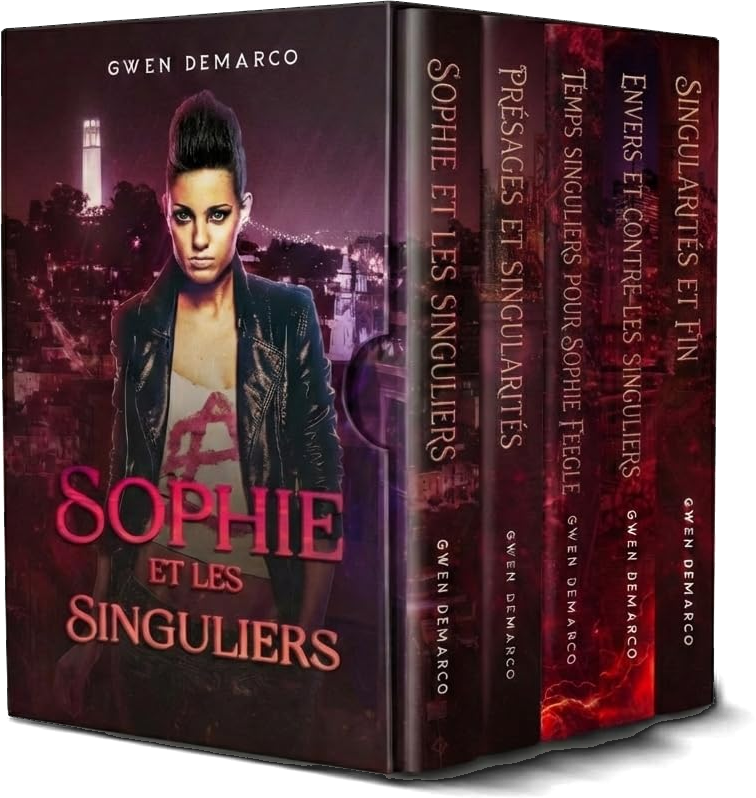 GWEN DEMARCO
SOPHIE
ET LES
SINGULIERS
SOPHIE ET LES SINGULIERS
GWEN DEMARCO
PRÉSAGES ET SINGULARITÉS
GWEN DEMARCO
TEMPS SINGULIERS POUR SOPHIE FEEGLE
GWEN DEMARCO
ENVERS ET CONTRE LES SINGULIERS
GWEN DEMARCO
SINGULARITÉS ET FIN
GWEN DEMARCO